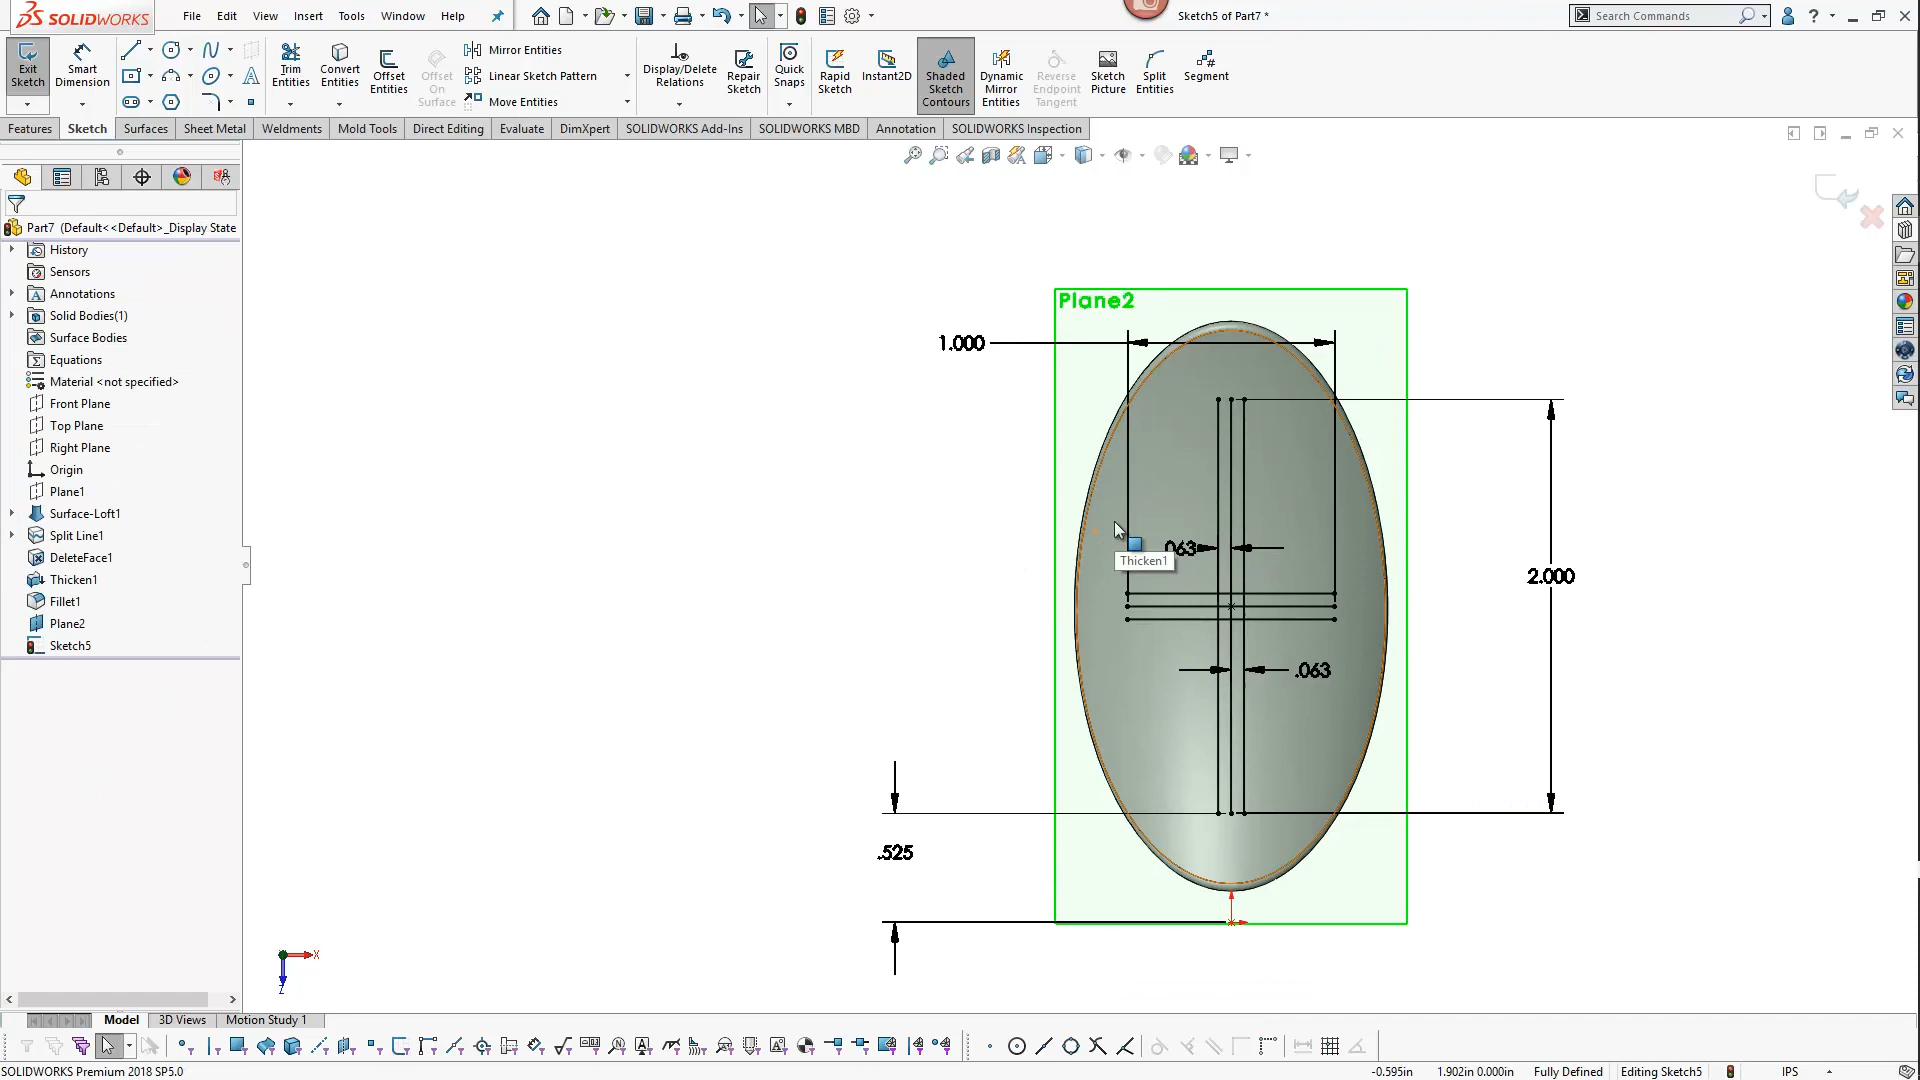 SOLIDWORKS File Edit View Insert Tools Window Help Sketch5 of Part7 * Search Commands ?
Exit Sketch
Smart Dimension
Trim Entities
Convert Entities
Offset Entities
Offset On Surface
Mirror Entities
Linear Sketch Pattern
Move Entities
Display/Delete Relations
Repair Sketch
Quick Snaps
Rapid Sketch
Instant2D
Shaded Sketch Contours
Dynamic Mirror Entities
Reverse Endpoint Tangent
Sketch Picture
Split Entities
Segment
Features Sketch Surfaces Sheet Metal Weldments Mold Tools Direct Editing Evaluate DimXpert SOLIDWORKS Add-Ins SOLIDWORKS MBD Annotation SOLIDWORKS Inspection
Part7 (Default<<Default>_Display State
History
Sensors
Annotations
Solid Bodies(1)
Surface Bodies
Equations
Material <not specified>
Front Plane
Top Plane
Right Plane
Origin
Plane1
Surface-Loft1
Split Line1
DeleteFace1
Thicken1
Fillet1
Plane2
Sketch5
Plane2
1.000
.063
Thicken1
2.000
.063
.525
X
Z
Model 3D Views Motion Study 1
SOLIDWORKS Premium 2018 SP5.0 -0.595in 1.902in 0.000in Fully Defined Editing Sketch5 IPS